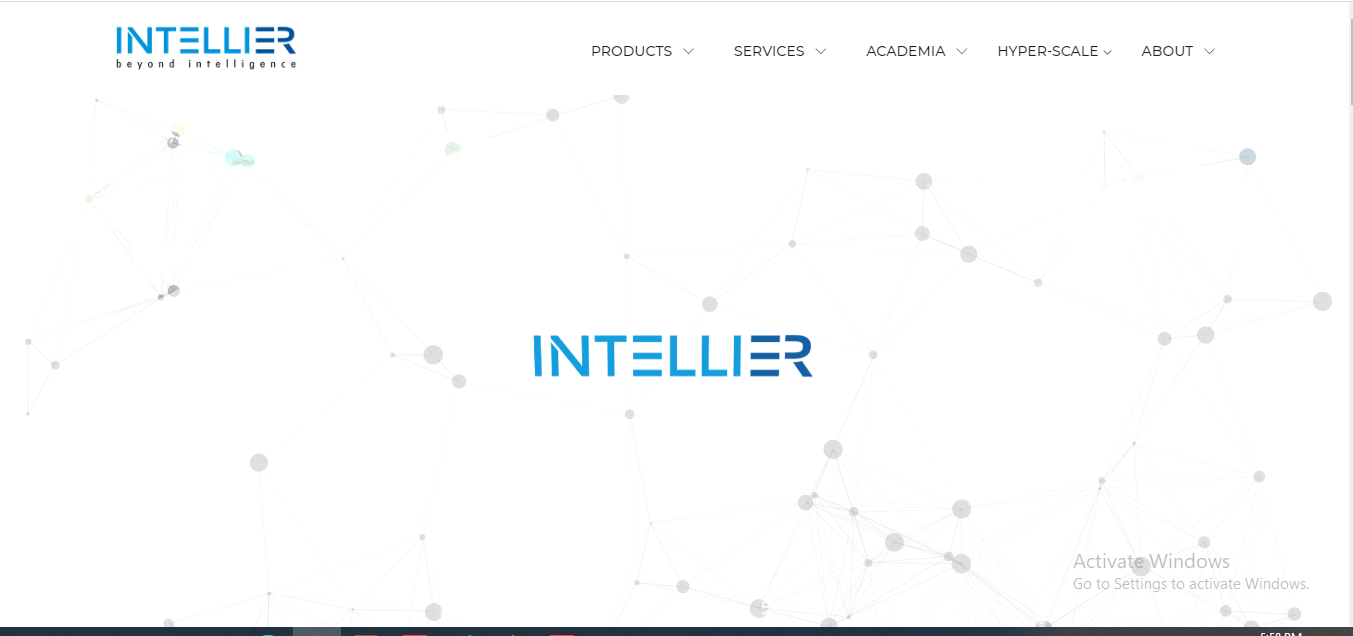 INTELLIER
beyond intelligence
PRODUCTS SERVICES ACADEMIA HYPER-SCALE ABOUT
INTELLIER
Activate Windows
Go to Settings to activate Windows.